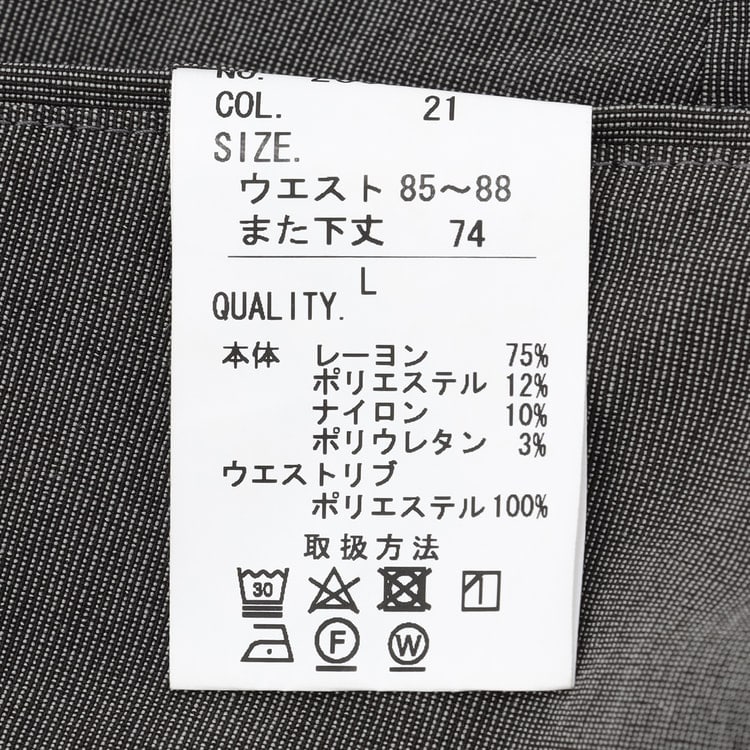 NO.
COL. 21
SIZE.
ウエスト 85〜88
また下丈 74
L
QUALITY.
本体 レーヨン 75%
ポリエステル 12%
ナイロン 10%
ポリウレタン 3%
ウエストリブ
ポリエステル 100%
取扱方法
30
F W